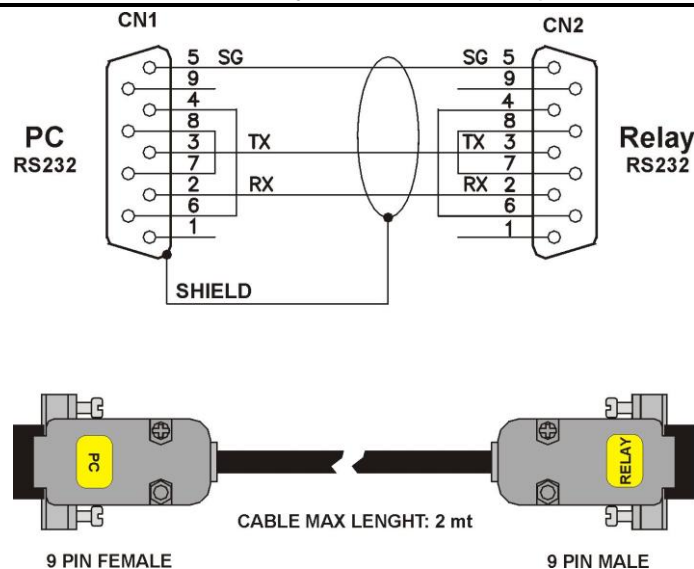 CN1
CN2
5 SG SG 5
9 9
4 4
8 8
PC 3 TX TX 3 Relay
RS232 7 7 RS232
2 RX RX 2
6 6
1 1
SHIELD
PC
RELAY
CABLE MAX LENGHT: 2 mt
9 PIN FEMALE 9 PIN MALE